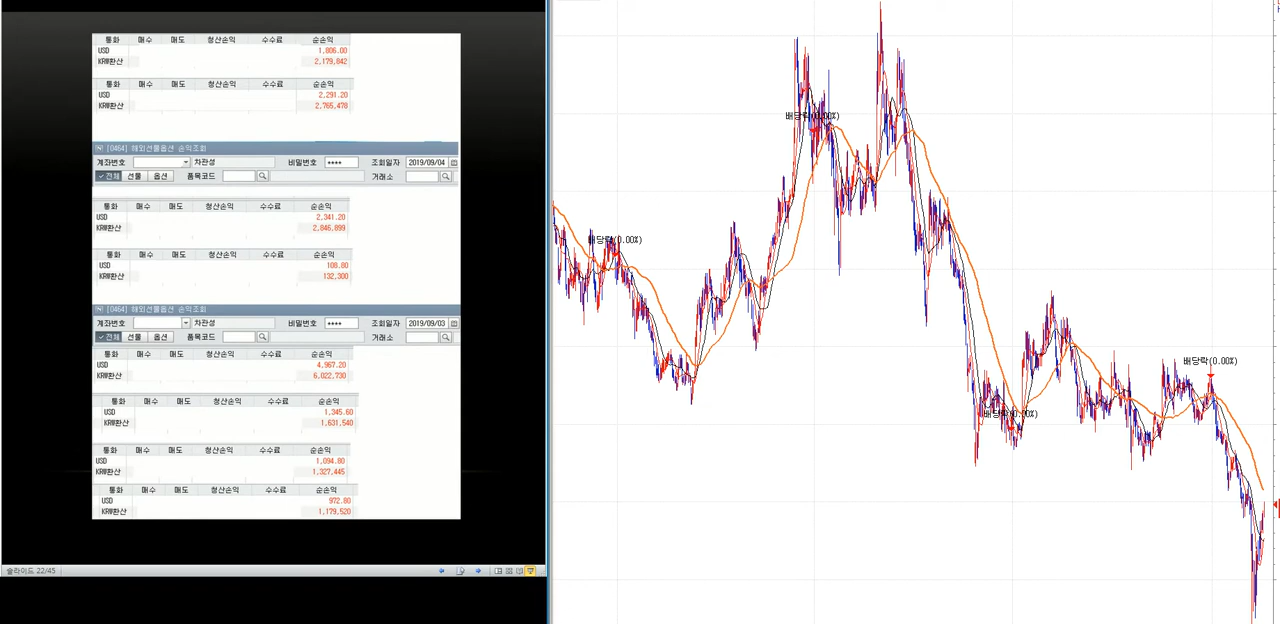 통화 매수 매도 청산손익 수수료 순손익
USD 1,806.00
KRW환산 2,179,842
통화 매수 매도 청산손익 수수료 순손익
USD 2,291.20
KRW환산 2,765,478
[0464] 해외선물옵션 손익조회
계좌번호 차관성 비밀번호 **** 조회일자 2019/09/04
✓전체 선물 옵션 품목코드 거래소
통화 매수 매도 청산손익 수수료 순손익
USD 2,341.20
KRW환산 2,846,899
통화 매수 매도 청산손익 수수료 순손익
USD 108.80
KRW환산 132,300
[0464] 해외선물옵션 손익조회
계좌번호 차관성 비밀번호 **** 조회일자 2019/09/03
✓전체 선물 옵션 품목코드 거래소
통화 매수 매도 청산손익 수수료 순손익
USD 4,967.20
KRW환산 6,022,730
통화 매수 매도 청산손익 수수료 순손익
USD 1,345.60
KRW환산 1,631,540
통화 매수 매도 청산손익 수수료 순손익
USD 1,094.80
KRW환산 1,327,445
통화 매수 매도 청산손익 수수료 순손익
USD 972.80
KRW환산 1,179,520
슬라이드 22/45
배당락(0.00%)
배당락(0.00%)
배당락(0.00%)
배당락(0.00%)